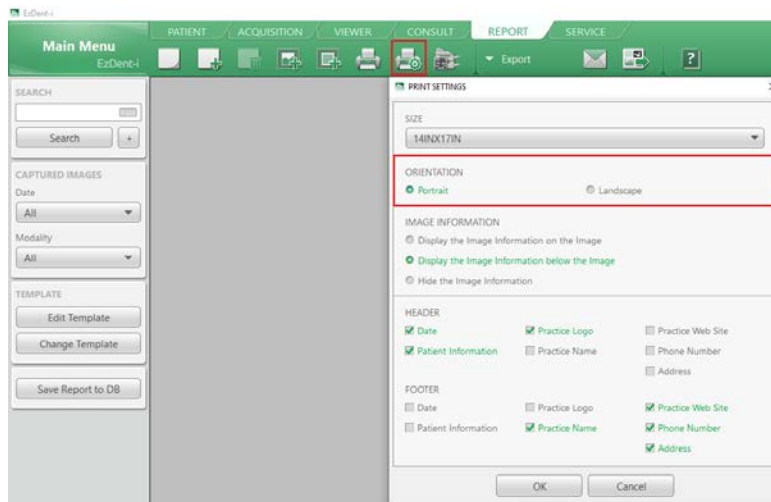 EzDent-i
Main Menu
EzDent-i
PATIENT
ACQUISITION
VIEWER
CONSULT
REPORT
SERVICE
Export
?
SEARCH
Search
+
CAPTURED IMAGES
Date
All
Modality
All
TEMPLATE
Edit Template
Change Template
Save Report to DB
PRINT SETTINGS
SIZE
14INX17IN
ORIENTATION
Portrait
Landscape
IMAGE INFORMATION
Display the Image Information on the Image
Display the Image Information below the Image
Hide the Image Information
HEADER
Date
Practice Logo
Practice Web Site
Patient Information
Practice Name
Phone Number
Address
FOOTER
Date
Practice Logo
Practice Web Site
Patient Information
Practice Name
Phone Number
Address
OK
Cancel